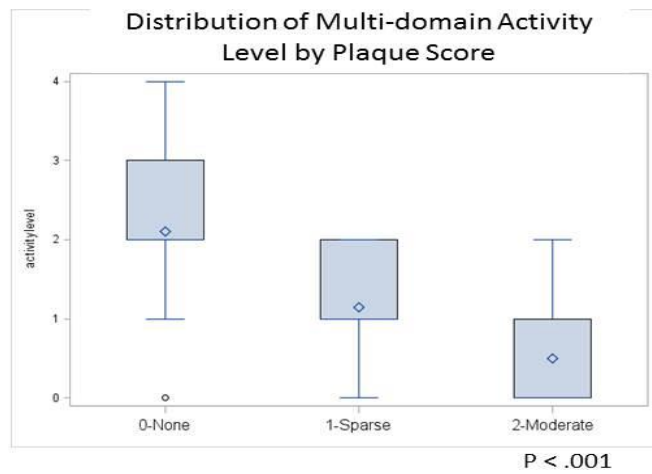 Distribution of Multi-domain Activity
Level by Plaque Score
4
3
2
1
0
activitylevel
0-None
1-Sparse
2-Moderate
P < .001